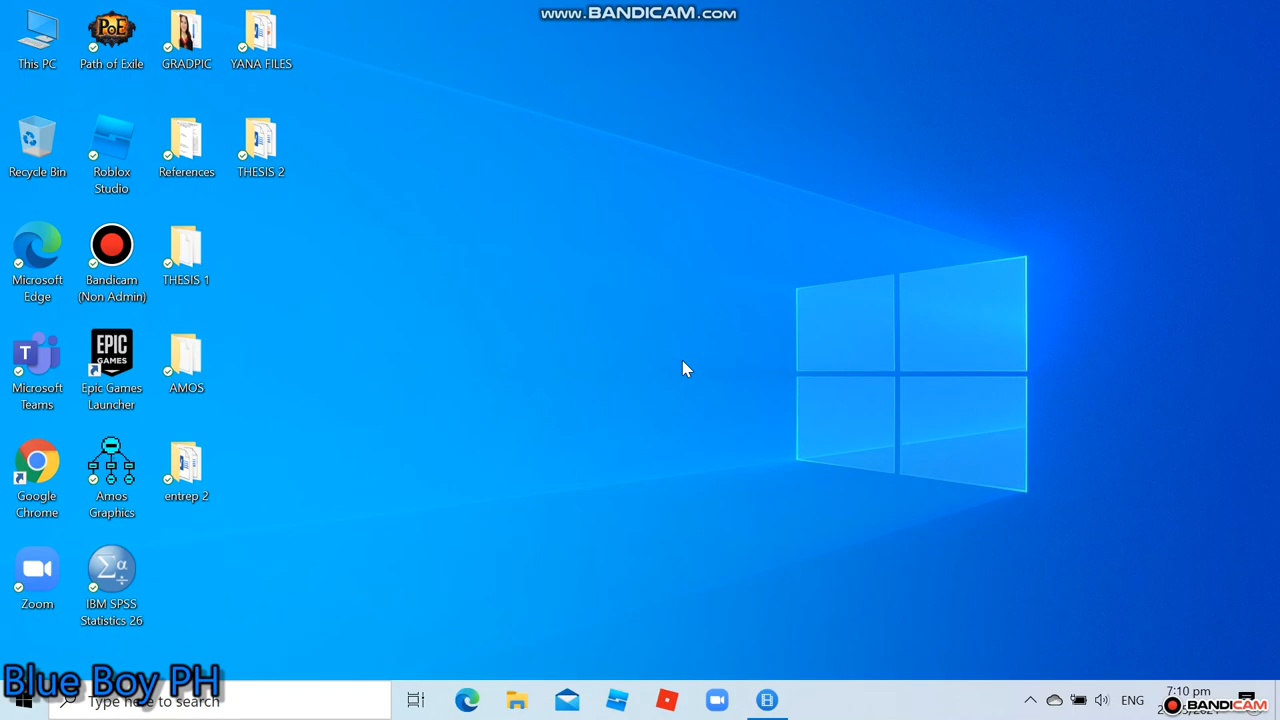 www.BANDICAM.com
This PC
Path of Exile
GRADPIC
YANA FILES
Recycle Bin
Roblox
Studio
References
THESIS 2
Microsoft
Edge
Bandicam
(Non Admin)
THESIS 1
Microsoft
Teams
EPIC
GAMES
Epic Games
Launcher
AMOS
Google
Chrome
Amos
Graphics
entrep 2
Zoom
IBM SPSS
Statistics 26
Blue Boy PH
Type here to search
ENG
7:10 pm
BANDICAM